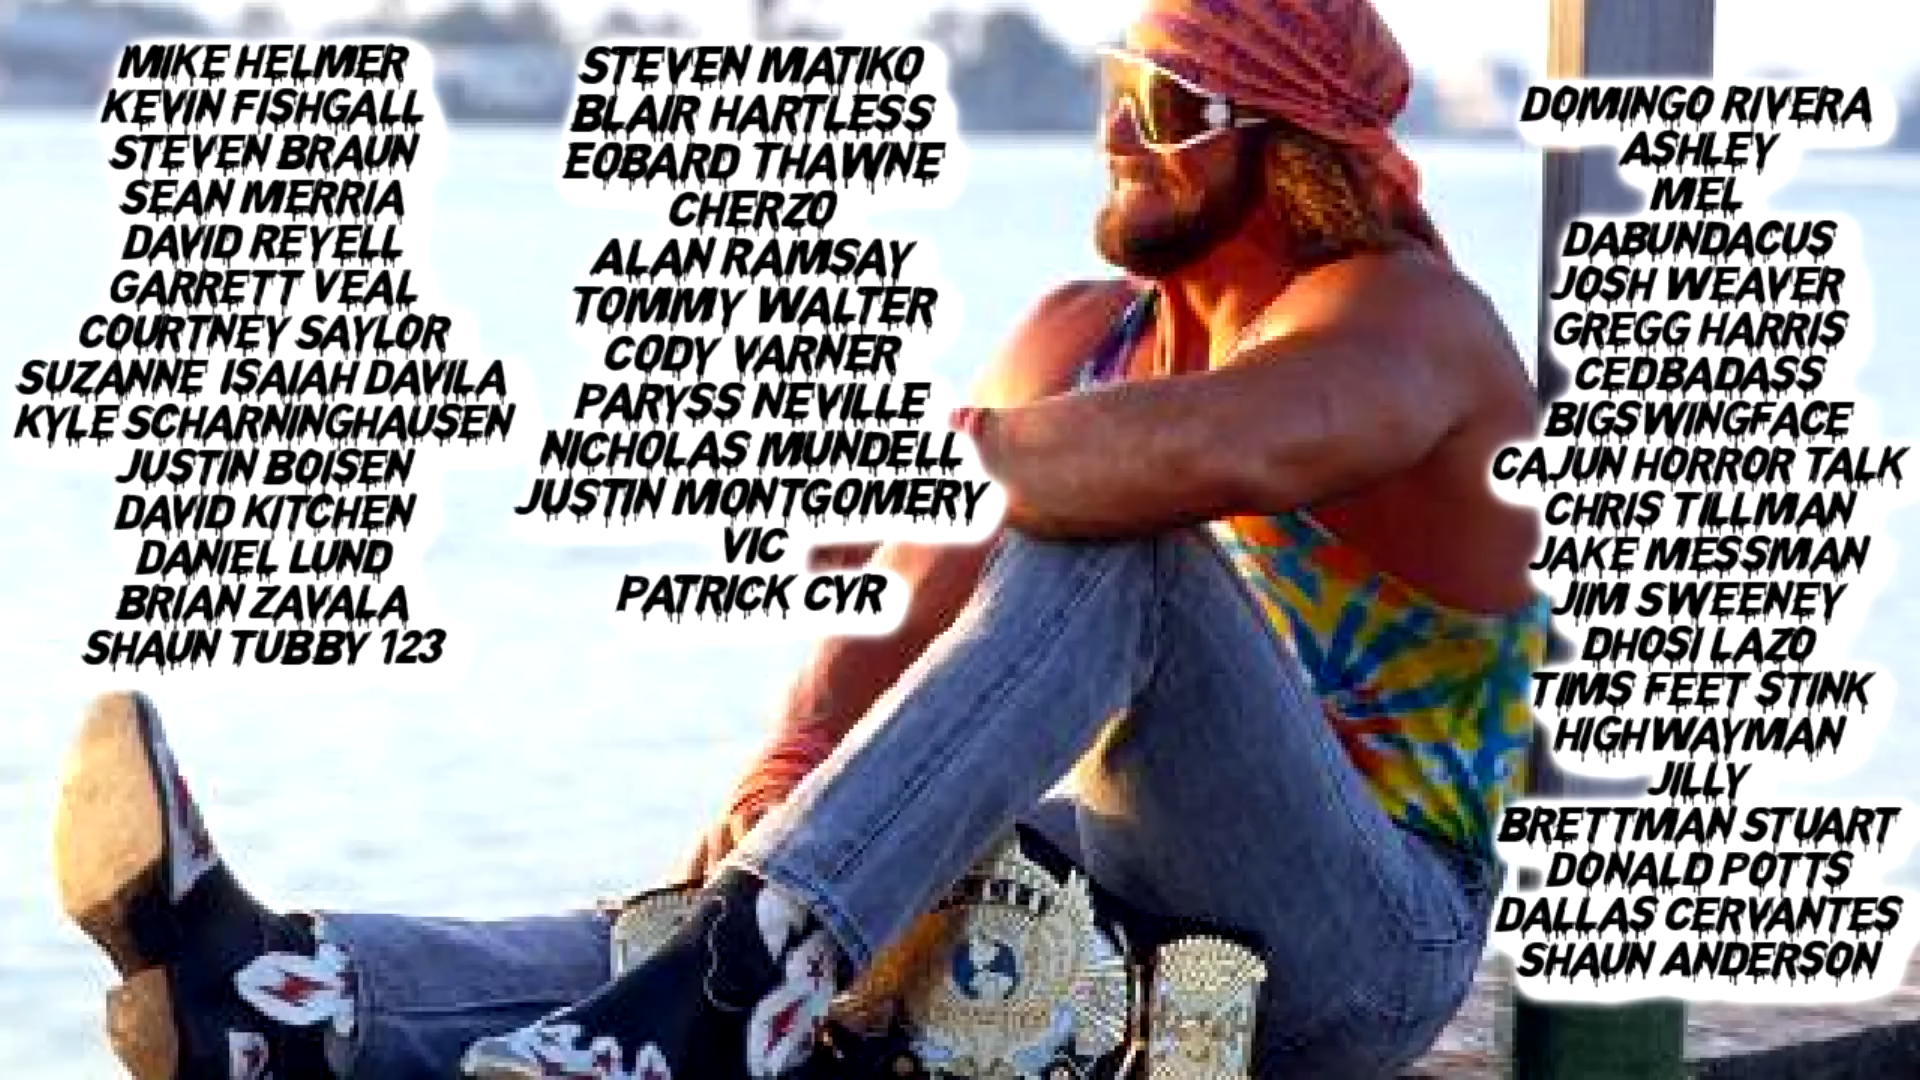 MIKE HELMER
KEVIN FISHGALL
STEVEN BRAUN
SEAN MERRIA
DAVID REYELL
GARRETT VEAL
COURTNEY SAYLOR
SUZANNE ISAIAH DAVILA
KYLE SCHARNINGHAUSEN
JUSTIN BOISEN
DAVID KITCHEN
DANIEL LUND
BRIAN ZAVALA
SHAUN TUBBY 123
STEVEN MATIKO
BLAIR HARTLESS
EOBARD THAWNE
CHERZO
ALAN RAMSAY
TOMMY WALTER
CODY VARNER
PARYSS NEVILLE
NICHOLAS MUNDELL
JUSTIN MONTGOMERY
VIC
PATRICK CYR
DOMINGO RIVERA
ASHLEY
MEL
DABUNDACUS
JOSH WEAVER
GREGG HARRIS
CEDBADASS
BIGSWINGFACE
CAJUN HORROR TALK
CHRIS TILLMAN
JAKE MESSMAN
JIM SWEENEY
DHOSI LAZO
TIMS FEET STINK
HIGHWAYMAN
JILLY
BRETTMAN STUART
DONALD POTTS
DALLAS CERVANTES
SHAUN ANDERSON